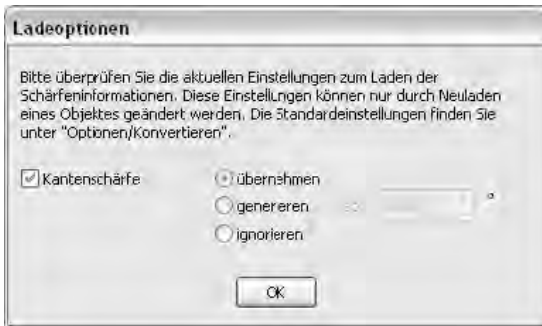 Ladeoptionen
Bitte überprüfen Sie die aktuellen Einstellungen zum Laden der
Schärfeninformationen. Diese Einstellungen können nur durch Neuladen
eines Objektes geändert werden. Die Standardeinstellungen finden Sie
unter "Optionen/Konvertieren".
Kantenschärfe
übernehmen
genereren
°
ignorieren
OK